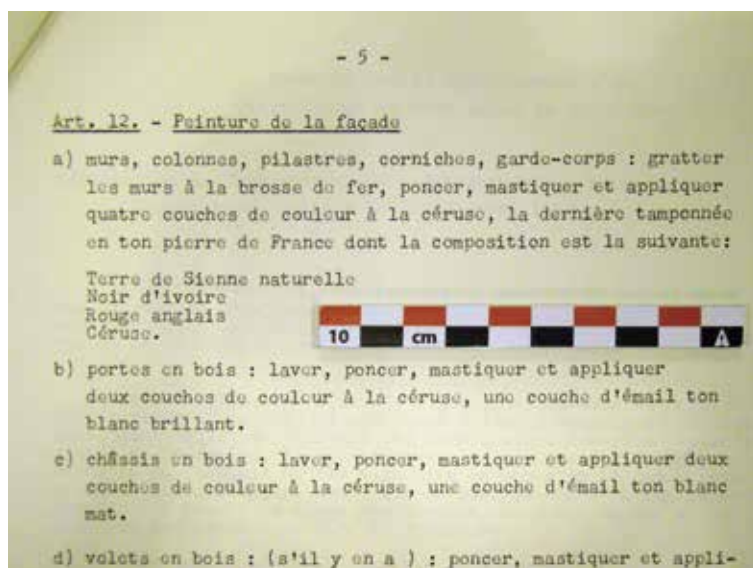 - 5 -
Art. 12. - Peinture de la façade
a) murs, colonnes, pilastres, corniches, garde-corps : gratter
les murs à la brosse de fer, poncer, mastiquer et appliquer
quatre couches de couleur à la céruse, la dernière tamponnée
en ton pierre de France dont la composition est la suivante:
Terre de Sienne naturelle
Noir d'ivoire
Rouge anglais
Céruse.
10 cm A
b) portes en bois : laver, poncer, mastiquer et appliquer
deux couches de couleur à la céruse, une couche d'émail ton
blanc brillant.
c) châssis en bois : laver, poncer, mastiquer et appliquer deux
couches de couleur à la céruse, une couche d'émail ton blanc
mat.
d) volets en bois : (s'il y en a ) : poncer, mastiquer et appli-